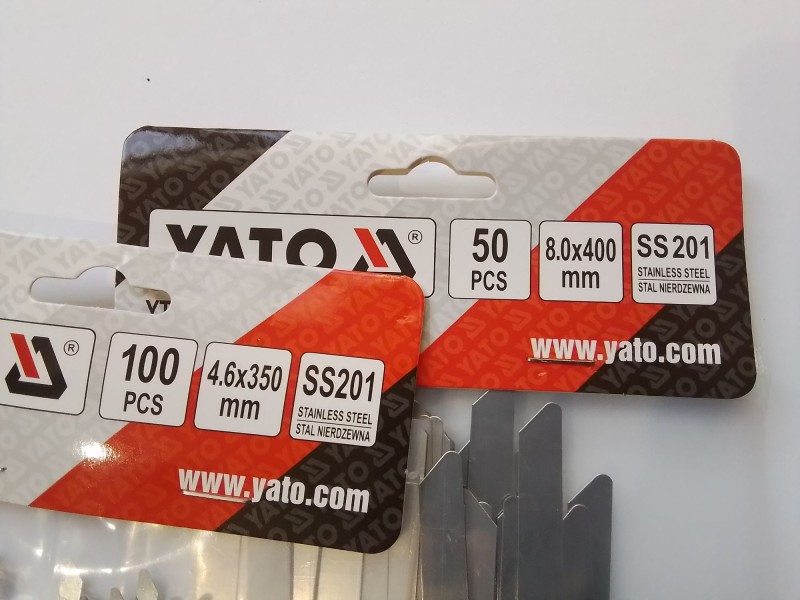 YATO ®
50
PCS
8.0x400
mm
SS201
STAINLESS STEEL
STAL NIERDZEWNA
www.yato.com
YT
®
100
PCS
4.6x350
mm
SS201
STAINLESS STEEL
STAL NIERDZEWNA
www.yato.com